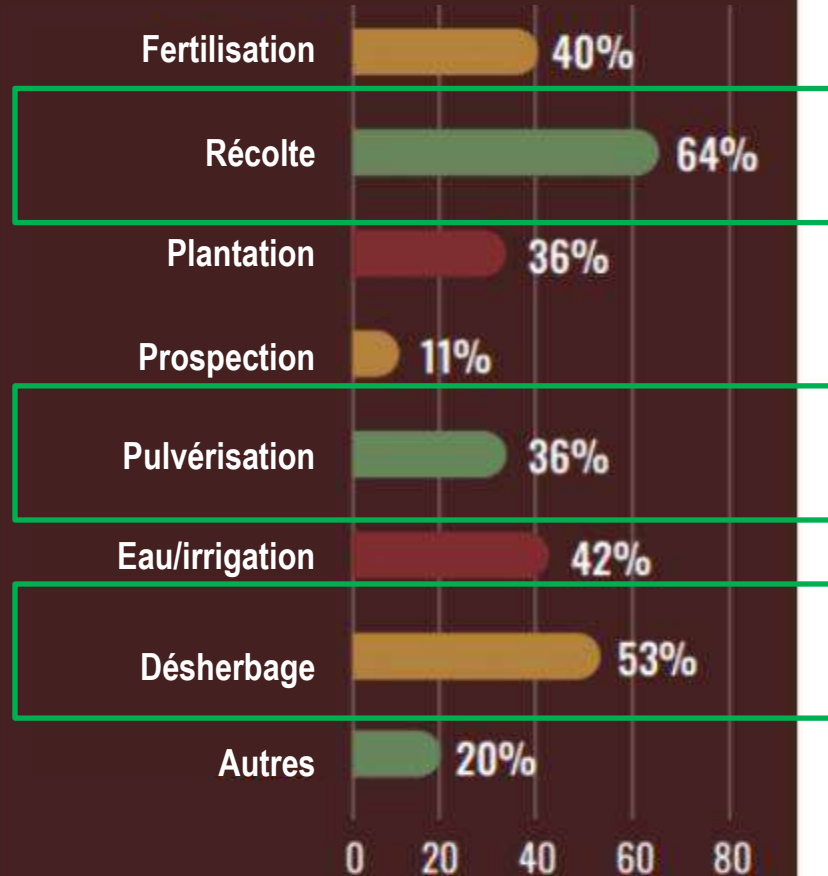 Fertilisation 40%
Récolte 64%
Plantation 36%
Prospection 11%
Pulvérisation 36%
Eau/irrigation 42%
Désherbage 53%
Autres 20%
0 20 40 60 80